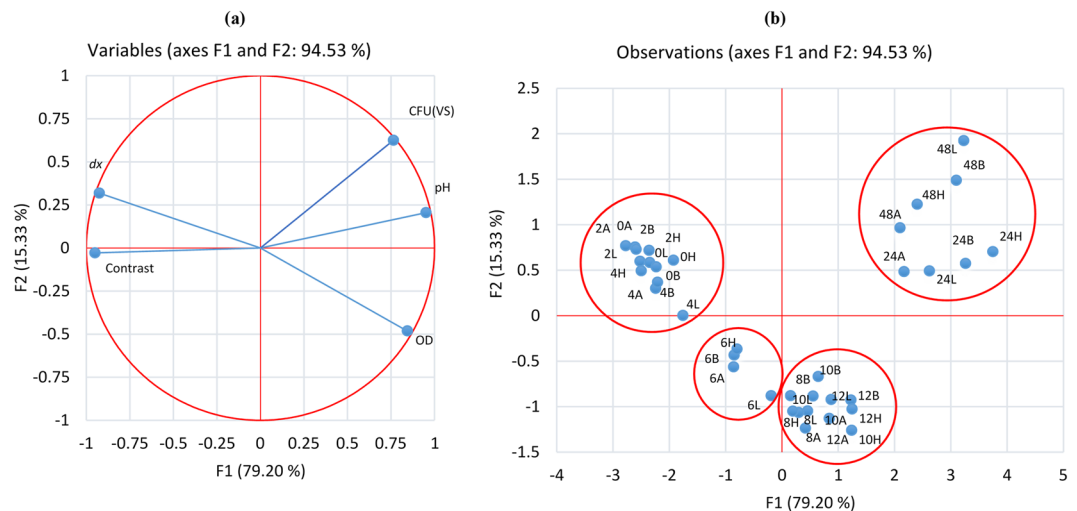 (a)
Variables (axes F1 and F2: 94.53 %)
1
0.75
0.5
0.25
0
-0.25
-0.5
-0.75
-1
F2 (15.33 %)
CFU(VS)
dx
pH
Contrast
OD
-1 -0.75 -0.5 -0.25 0 0.25 0.5 0.75 1
F1 (79.20 %)
(b)
Observations (axes F1 and F2: 94.53 %)
2.5
2
1.5
1
0.5
0
-0.5
-1
-1.5
F2 (15.33 %)
48L
48B
48H
48A
24B 24H
24A
24L
2A 0A 2B 2H
2L 0L 0H
4H 0B
4A 4B
4L
6H
6B
6A
6L
10B
8B
10L 12L 12B
8H 8L 10A 12H
8A 12A 10H
-4 -3 -2 -1 0 1 2 3 4 5
F1 (79.20 %)